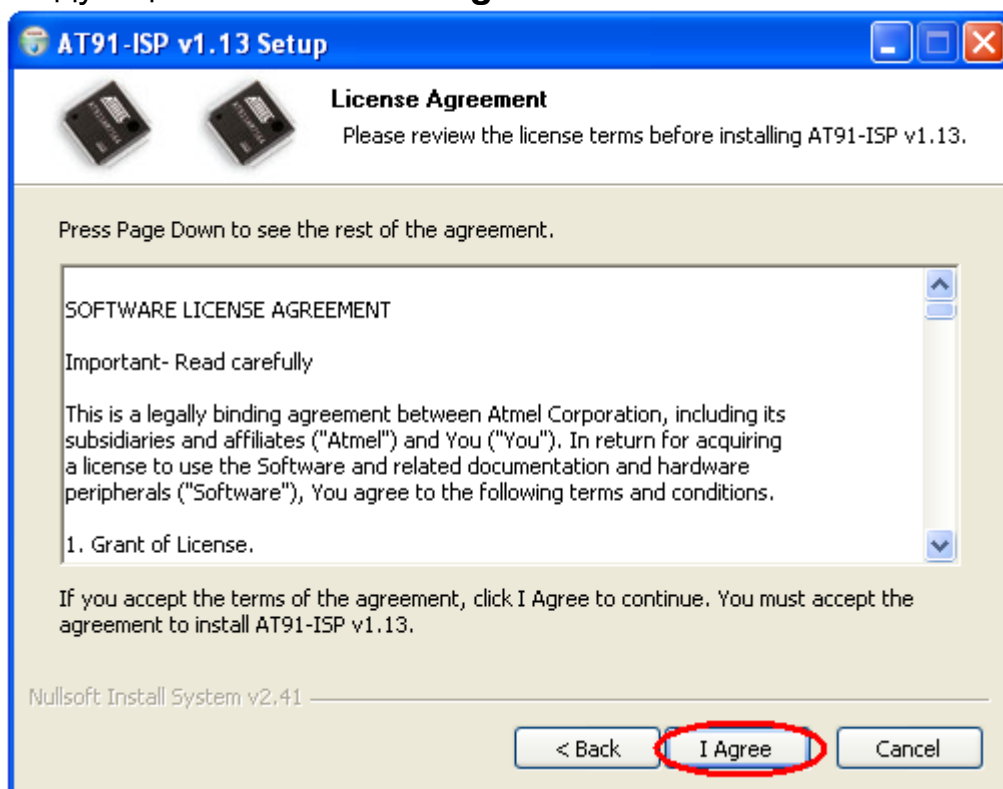 AT91-ISP v1.13 Setup
License Agreement
Please review the license terms before installing AT91-ISP v1.13.
Press Page Down to see the rest of the agreement.
SOFTWARE LICENSE AGREEMENT
Important- Read carefully
This is a legally binding agreement between Atmel Corporation, including its
subsidiaries and affiliates ("Atmel") and You ("You"). In return for acquiring
a license to use the Software and related documentation and hardware
peripherals ("Software"), You agree to the following terms and conditions.
1. Grant of License.
If you accept the terms of the agreement, click I Agree to continue. You must accept the
agreement to install AT91-ISP v1.13.
Nullsoft Install System v2.41
< Back
I Agree
Cancel